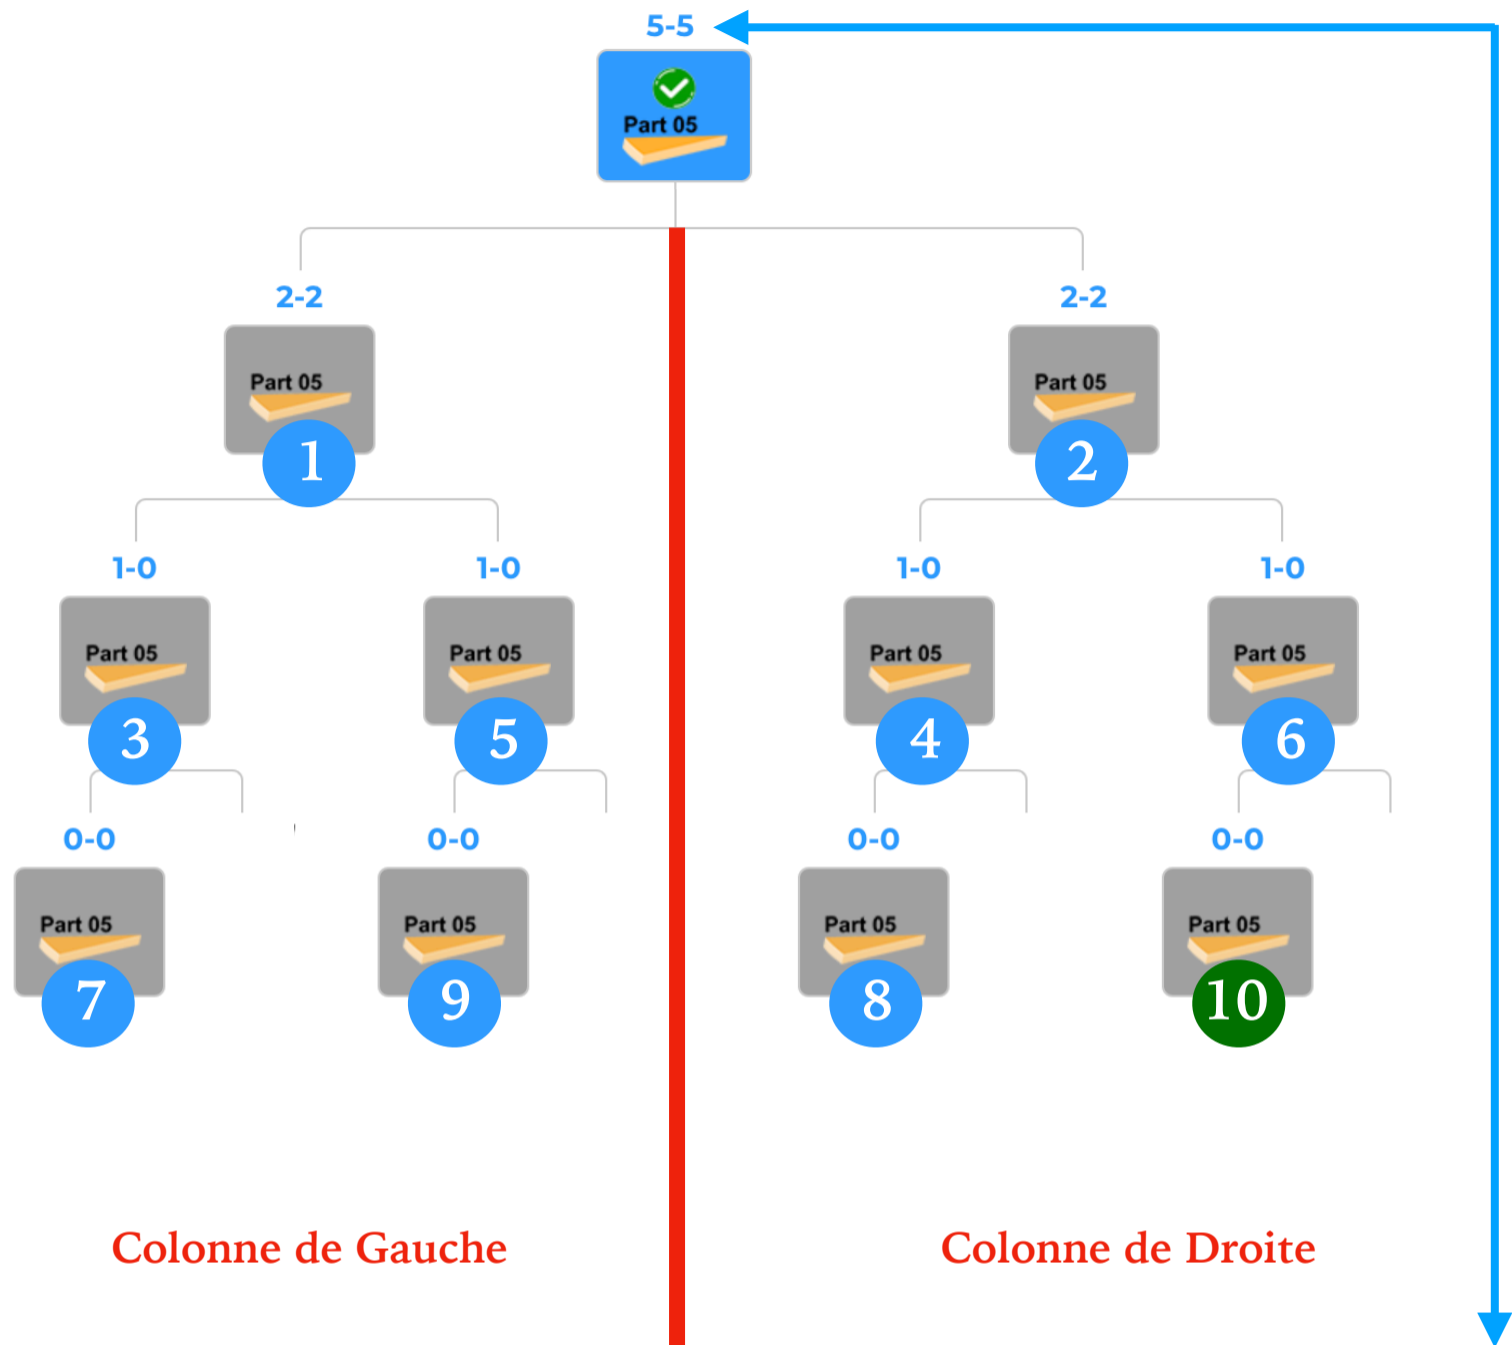 5-5
Part 05
2-2 2-2
Part 05 Part 05
1 2
1-0 1-0 1-0 1-0
Part 05 Part 05 Part 05 Part 05
3 5 4 6
0-0 0-0 0-0 0-0
Part 05 Part 05 Part 05 Part 05
7 9 8 10
Colonne de Gauche Colonne de Droite